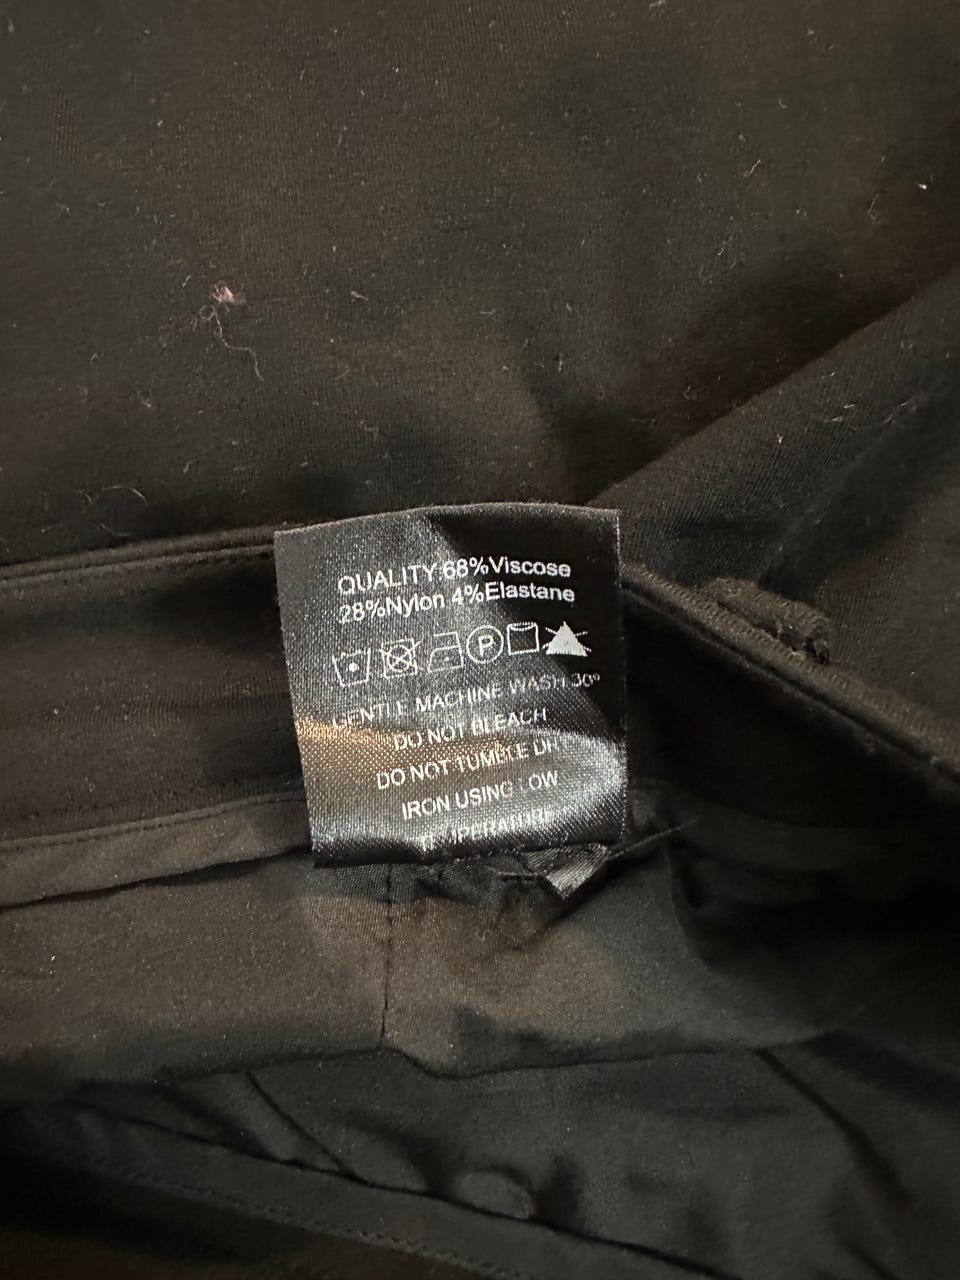 QUALITY 68%Viscose
28%Nylon 4%Elastane
P
GENTLE MACHINE WASH 30°
DO NOT BLEACH
DO NOT TUMBLE DRY
IRON USING LOW
TEMPERATURE